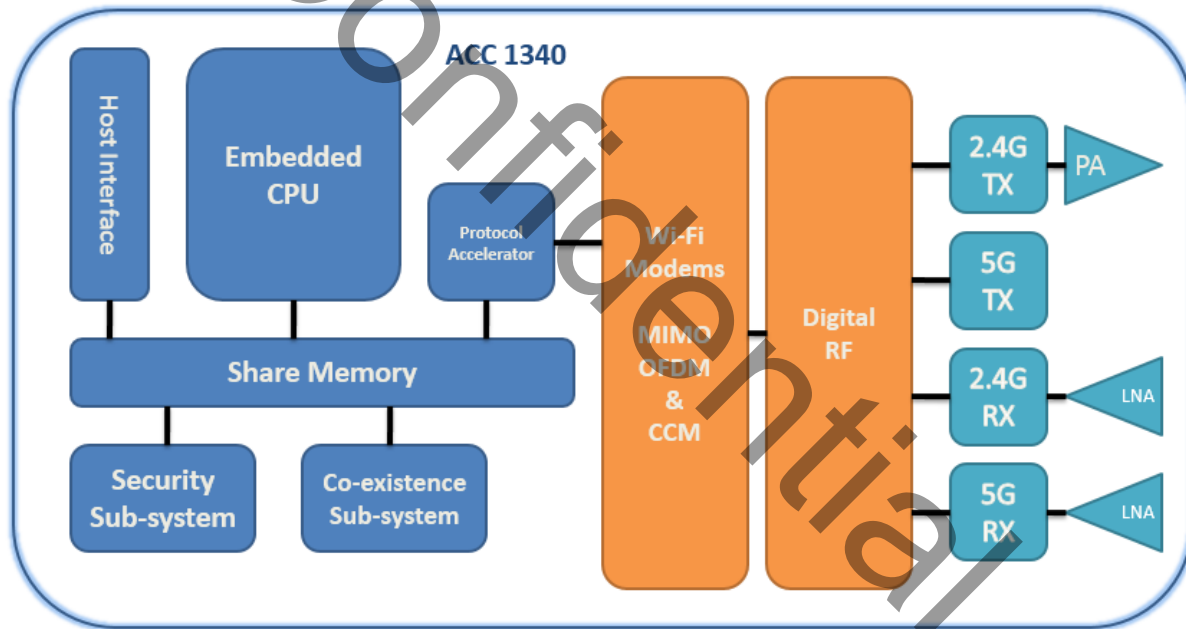 ACC 1340
Host Interface
Embedded
CPU
Protocol
Accelerator
Share Memory
Security
Sub-system
Co-existence
Sub-system
Wi-Fi
Modems
MIMO
OFDM
&
CCM
Digital
RF
2.4G
TX
PA
5G
TX
2.4G
RX
LNA
5G
RX
LNA
Confidential